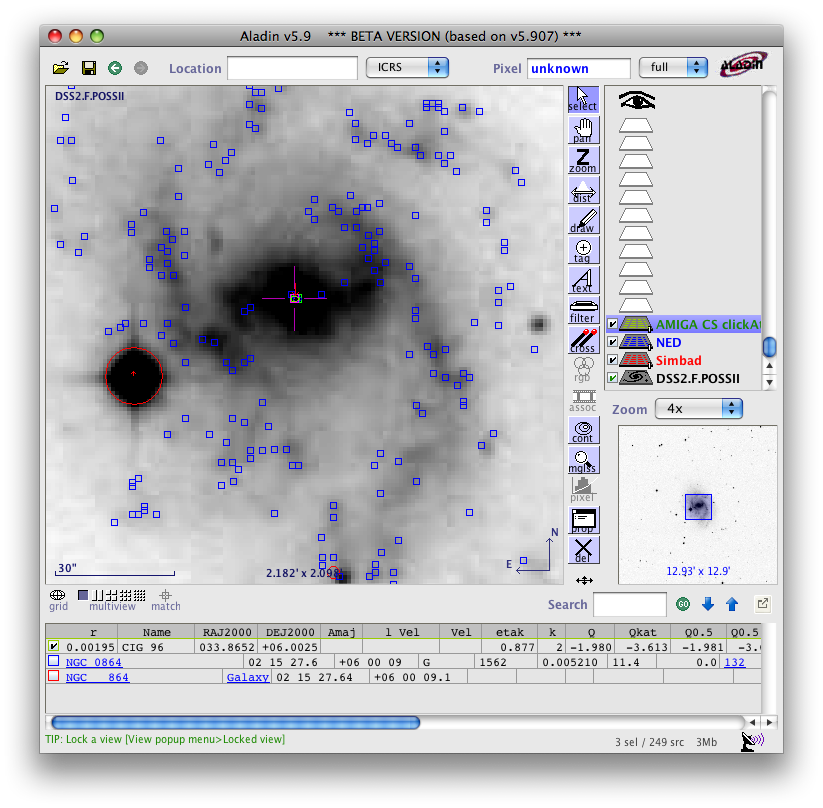 Aladin v5.9 *** BETA VERSION (based on v5.907) ***
Location ICRS Pixel unknown full ALADIN
DSS2.F.POSSII
select
pan
zoom
dist
draw
tag
text
filter
cross
rgb
assoc
cont
mglss
pixel
prop
del
AMIGA CS clickAt
NED
Simbad
DSS2.F.POSSII
Zoom 4x
N
E
30"
2.182' x 2.098'
12.93' x 12.9'
grid multiview match
Search GO
r Name RAJ2000 DEJ2000 Amaj l Vel Vel etak k Q Qkat Q0.5 Q0.5
0.00195 CIG 96 033.8652 +06.0025 0.877 2 -1.980 -3.613 -1.981 -3.
NGC 0864 02 15 27.6 +06 00 09 G 1562 0.005210 11.4 0.0 132
NGC 864 Galaxy 02 15 27.64 +06 00 09.1
TIP: Lock a view [View popup menu>Locked view]
3 sel / 249 src 3Mb